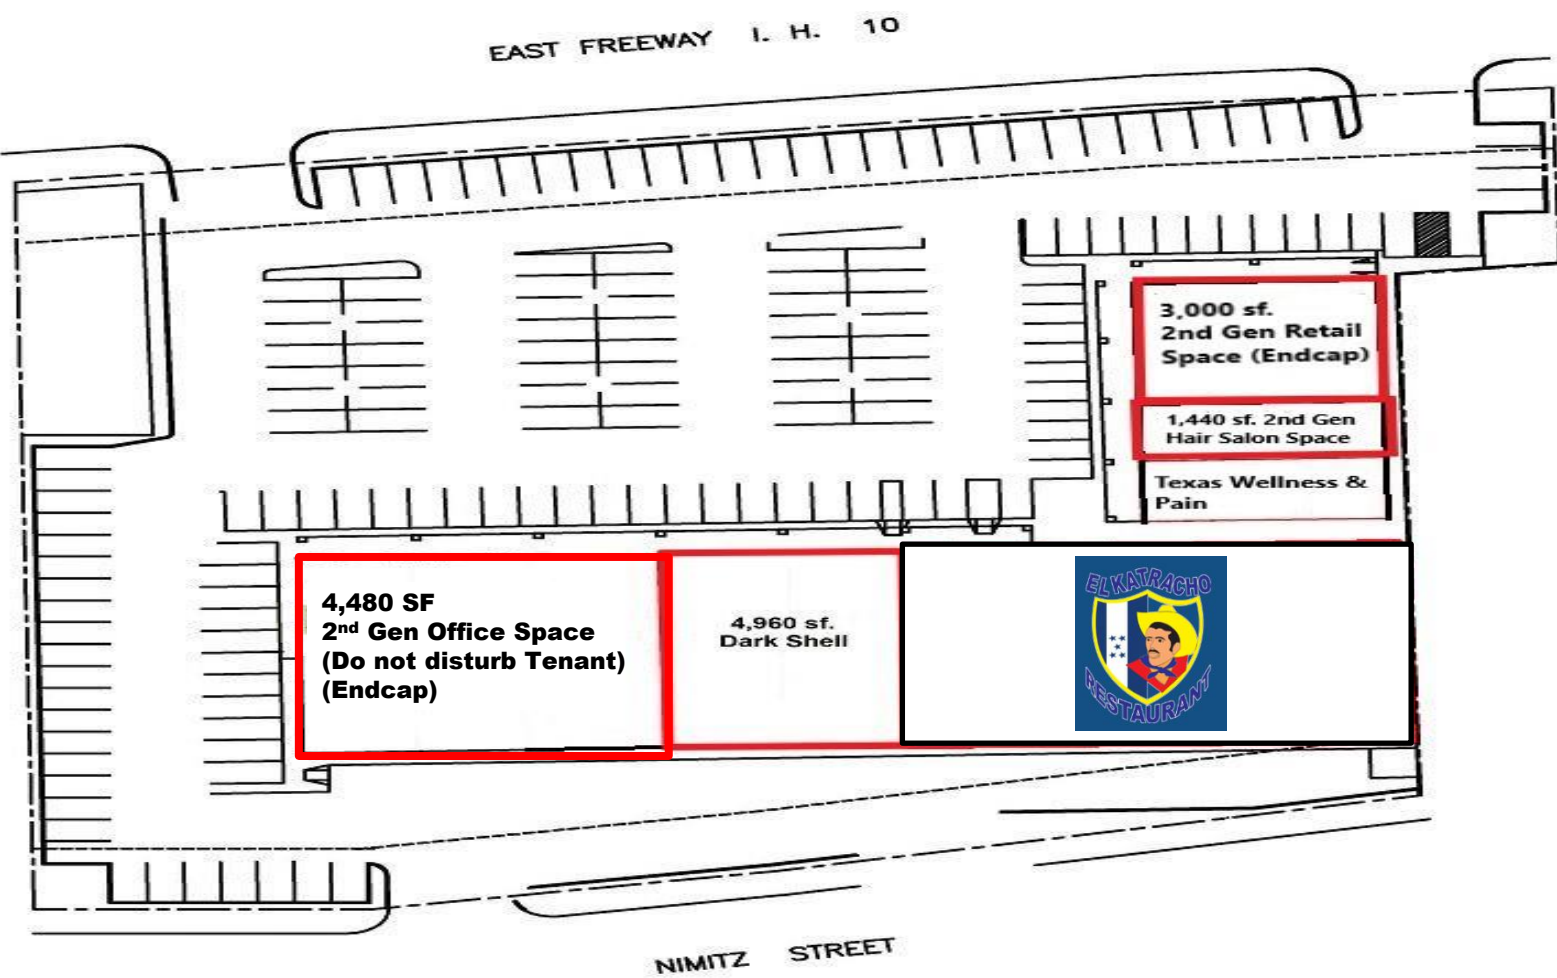 EAST FREEWAY I. H. 10
3,000 sf.
2nd Gen Retail
Space (Endcap)
1,440 sf. 2nd Gen
Hair Salon Space
Texas Wellness &
Pain
4,480 SF
2nd Gen Office Space
(Do not disturb Tenant)
(Endcap)
4,960 sf.
Dark Shell
EL KATRACHO
RESTAURANT
NIMITZ STREET